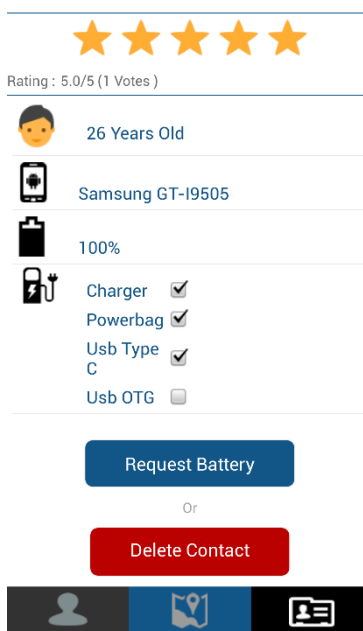 Rating : 5.0/5 (1 Votes )
26 Years Old
Samsung GT-I9505
100%
Charger
Powerbag
Usb Type
C
Usb OTG
Request Battery
Or
Delete Contact